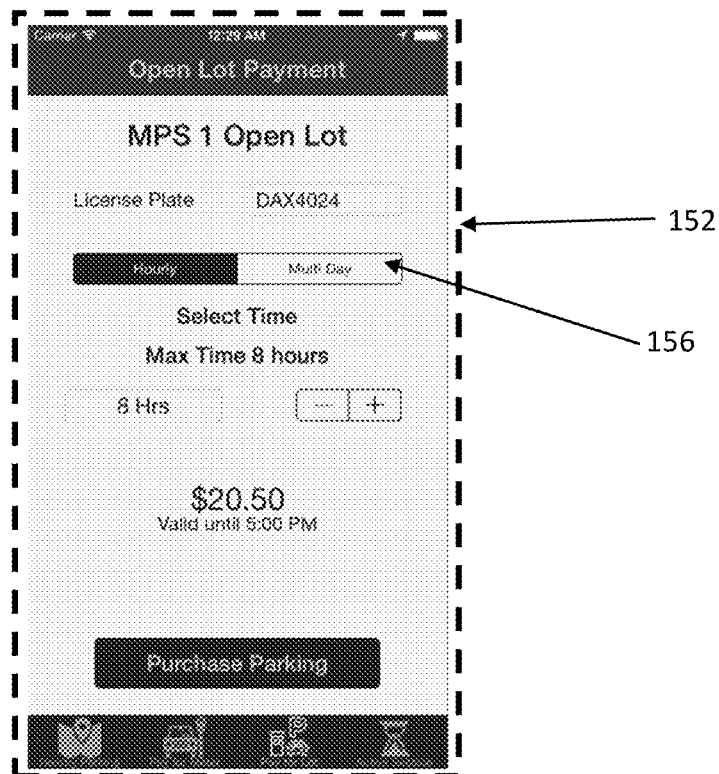 Carrier 12:29 AM
Open Lot Payment
MPS 1 Open Lot
License Plate DAX4024
152
Hourly Multi Day
Select Time
156
Max Time 8 hours
8 Hrs − +
$20.50
Valid until 5:00 PM
Purchase Parking